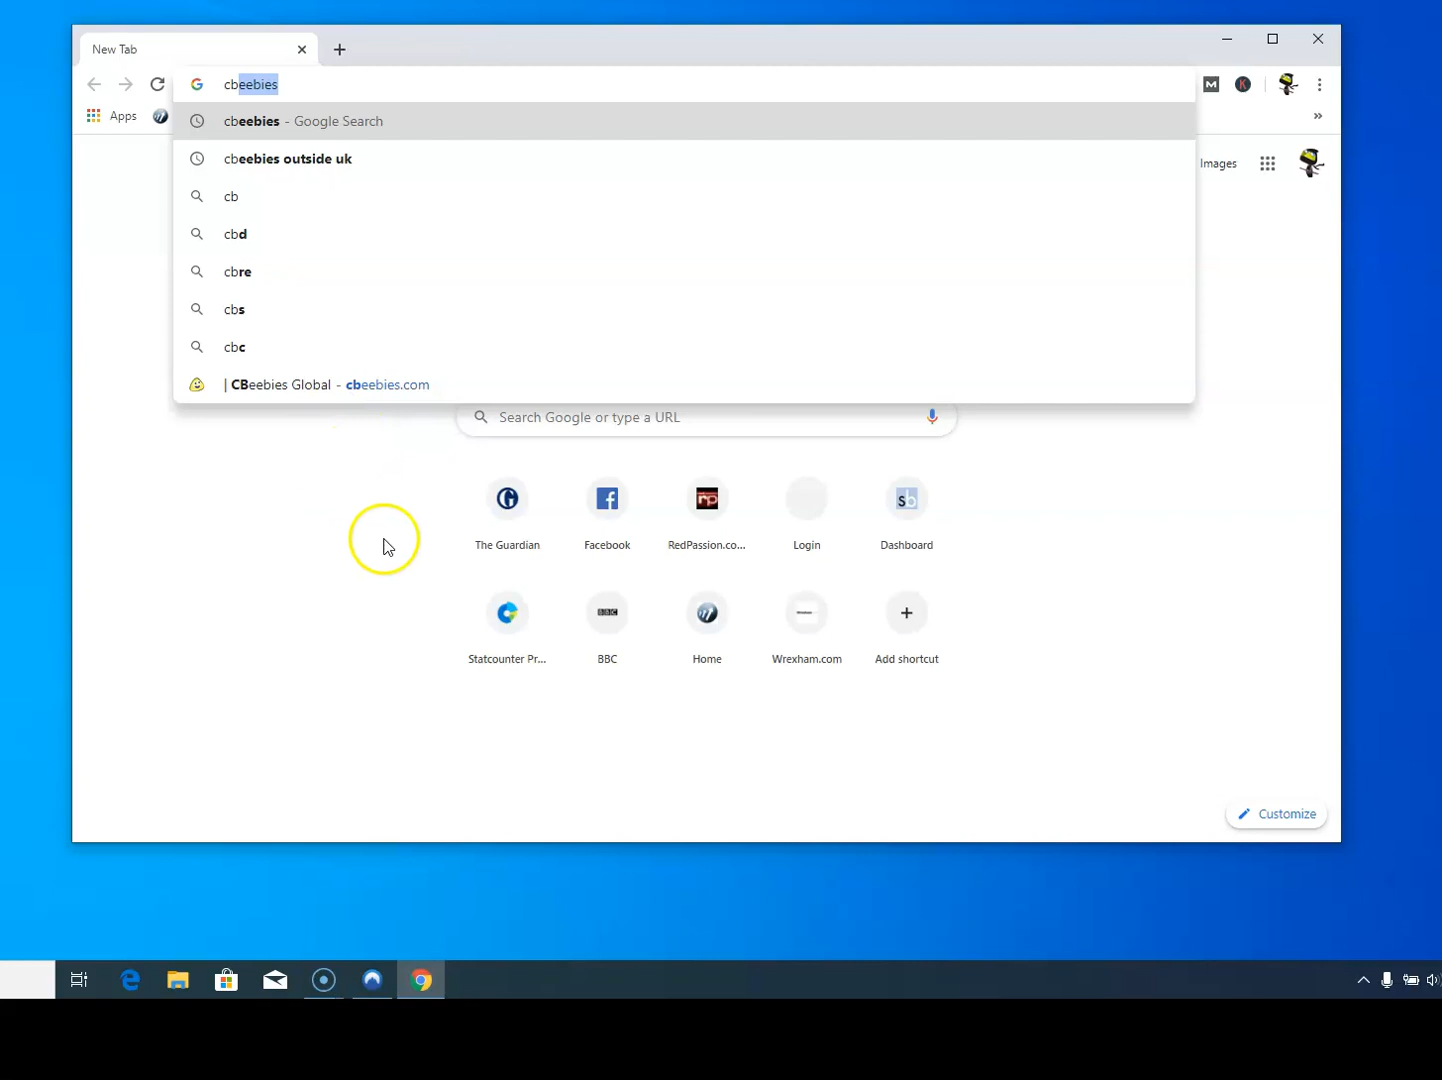 New Tab
cbeebies
Apps
cbeebies - Google Search
cbeebies outside uk
cb
cbd
cbre
cbs
cbc
| CBeebies Global - cbeebies.com
Images
Search Google or type a URL
The Guardian
Facebook
RedPassion.co...
Login
Dashboard
Statcounter Pr...
BBC
Home
Wrexham.com
Add shortcut
Customize